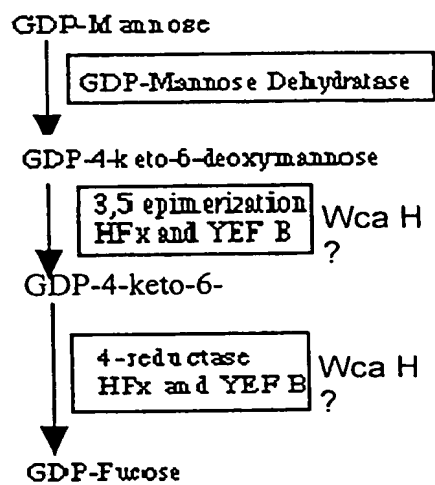 GDP-Mannose
GDP-Mannose Dehydratase
GDP-4-keto-6-deoxymannose
3,5 epimerization
HFx and YEF B
Wca H
?
GDP-4-keto-6-
4-reductase
HFx and YEF B
Wca H
?
GDP-Fucose